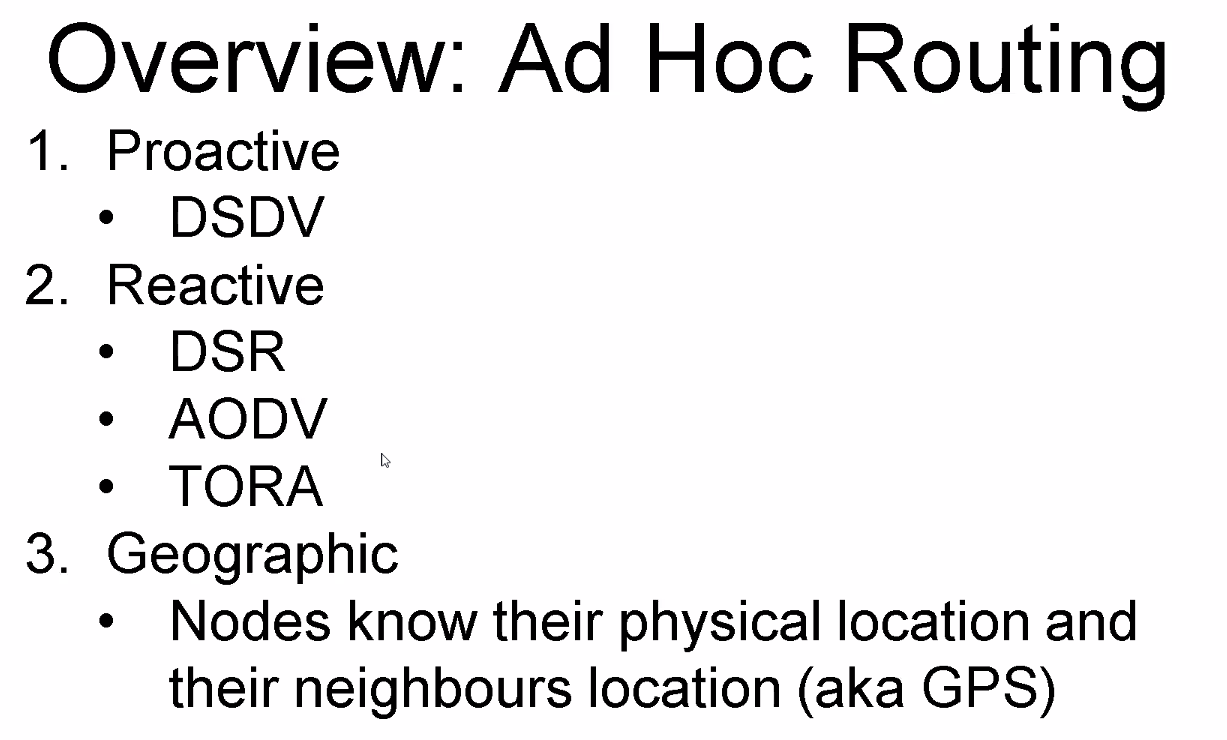 Overview: Ad Hoc Routing
1. Proactive
• DSDV
2. Reactive
• DSR
• AODV
• TORA
3. Geographic
• Nodes know their physical location and
their neighbours location (aka GPS)